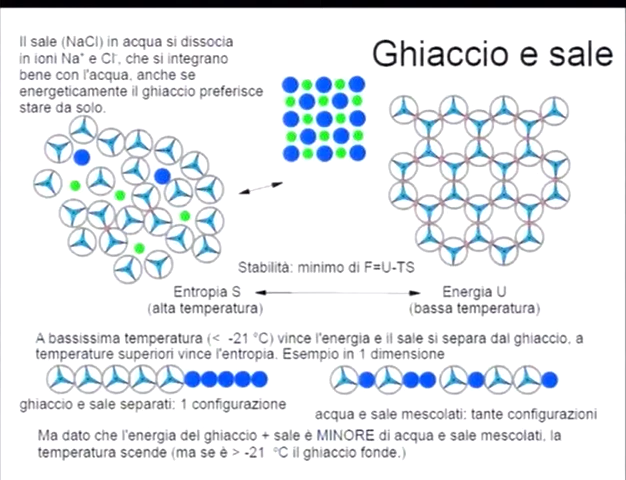 Ghiaccio e sale
Il sale (NaCl) in acqua si dissocia
in ioni Na⁺ e Cl⁻, che si integrano
bene con l'acqua, anche se
energeticamente il ghiaccio preferisce
stare da solo.
Stabilità: minimo di F=U-TS
Entropia S
(alta temperatura)
Energia U
(bassa temperatura)
A bassissima temperatura (< -21 °C) vince l'energia e il sale si separa dal ghiaccio, a
temperature superiori vince l'entropia. Esempio in 1 dimensione
ghiaccio e sale separati: 1 configurazione
acqua e sale mescolati: tante configurazioni
Ma dato che l'energia del ghiaccio + sale è MINORE di acqua e sale mescolati, la
temperatura scende (ma se è > -21 °C il ghiaccio fonde.)